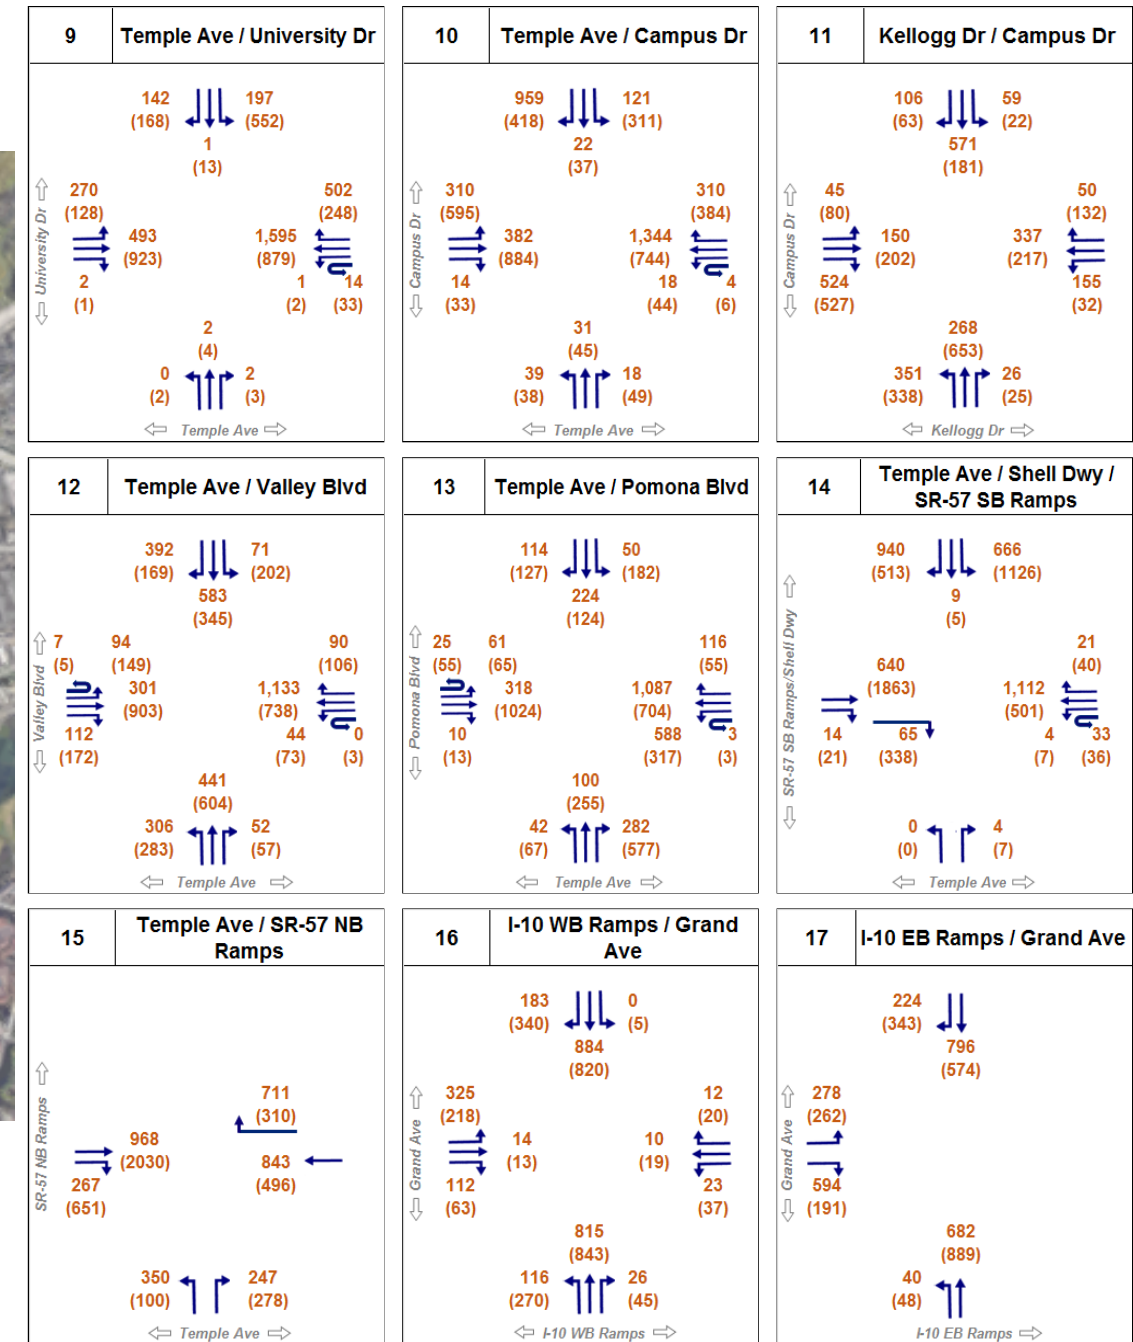 9 Temple Ave / University Dr
142 197
(168) (552)
1
(13)
270 502
(128) (248)
493 1,595
(923) (879)
2 1 14
(1) (2) (33)
2
(4)
0 2
(2) (3)
University Dr
Temple Ave
10 Temple Ave / Campus Dr
959 121
(418) (311)
22
(37)
310 310
(595) (384)
382 1,344
(884) (744)
14 18 4
(33) (44) (6)
31
(45)
39 18
(38) (49)
Campus Dr
Temple Ave
11 Kellogg Dr / Campus Dr
106 59
(63) (22)
571
(181)
45 50
(80) (132)
150 337
(202) (217)
524 155
(527) (32)
268
(653)
351 26
(338) (25)
Campus Dr
Kellogg Dr
12 Temple Ave / Valley Blvd
392 71
(169) (202)
583
(345)
7 94 90
(5) (149) (106)
301 1,133
(903) (738)
112 44 0
(172) (73) (3)
441
(604)
306 52
(283) (57)
Valley Blvd
Temple Ave
13 Temple Ave / Pomona Blvd
114 50
(127) (182)
224
(124)
25 61 116
(55) (65) (55)
318 1,087
(1024) (704)
10 588 3
(13) (317) (3)
100
(255)
42 282
(67) (577)
Pomona Blvd
Temple Ave
14 Temple Ave / Shell Dwy /
SR-57 SB Ramps
940 666
(513) (1126)
9
(5)
21
(40)
640 1,112
(1863) (501)
14 65 4 33
(21) (338) (7) (36)
0 4
(0) (7)
SR-57 SB Ramps/Shell Dwy
Temple Ave
15 Temple Ave / SR-57 NB
Ramps
711
(310)
968 843
(2030) (496)
267
(651)
350 247
(100) (278)
SR-57 NB Ramps
Temple Ave
16 I-10 WB Ramps / Grand
Ave
183 0
(340) (5)
884
(820)
325 12
(218) (20)
14 10
(13) (19)
112 23
(63) (37)
815
(843)
116 26
(270) (45)
Grand Ave
I-10 WB Ramps
17 I-10 EB Ramps / Grand Ave
224
(343)
796
(574)
278
(262)
594
(191)
682
(889)
40
(48)
Grand Ave
I-10 EB Ramps